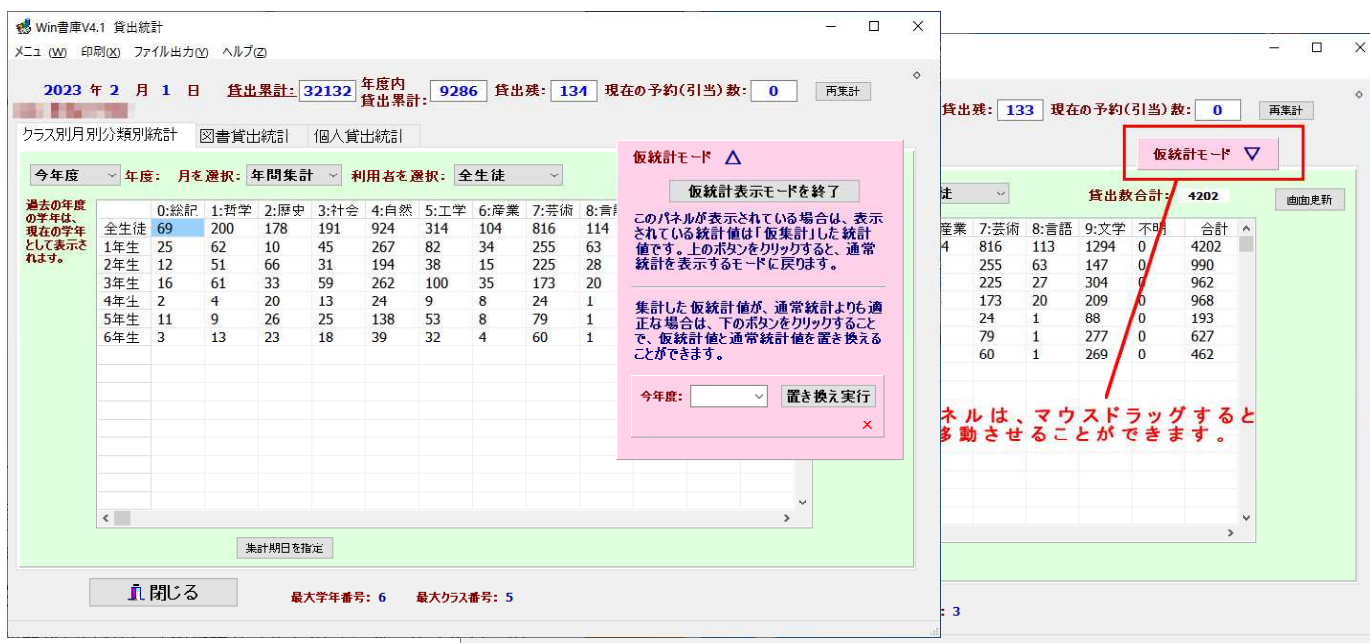 Win書庫V4.1 貸出統計
メニュ (W) 印刷(X) ファイル出力(Y) ヘルプ(Z)
2023 年 2 月 1 日 貸出累計: 32132 年度内貸出累計: 9286 貸出残: 134 現在の予約(引当)数: 0 再集計
クラス別月別分類別統計 図書貸出統計 個人貸出統計
今年度 年度: 月を選択: 年間集計 利用者を選択: 全生徒
過去の年度
の学年は、
現在の学年
として表示さ
れます。
0:総記 1:哲学 2:歴史 3:社会 4:自然 5:工学 6:産業 7:芸術 8:言
全生徒 69 200 178 191 924 314 104 816 114
1年生 25 62 10 45 267 82 34 255 63
2年生 12 51 66 31 194 38 15 225 28
3年生 16 61 33 59 262 100 35 173 20
4年生 2 4 20 13 24 9 8 24 1
5年生 11 9 26 25 138 53 8 79 1
6年生 3 13 23 18 39 32 4 60 1
集計期日を指定
閉じる 最大学年番号: 6 最大クラス番号: 5
仮統計モード △
仮統計表示モードを終了
このパネルが表示されている場合は、表示
されている統計値は「仮集計」した統計
値です。上のボタンをクリックすると、通常
統計を表示するモードに戻ります。
集計した仮統計値が、通常統計よりも適
正な場合は、下のボタンをクリックすること
で、仮統計値と通常統計値を置き換える
ことができます。
今年度: 置き換え実行
×
貸出残: 133 現在の予約(引当)数: 0 再集計
仮統計モード ▽
徒 貸出数合計: 4202 画面更新
産業 7:芸術 8:言語 9:文学 不明 合計
4 816 113 1294 0 4202
255 63 147 0 990
225 27 304 0 962
173 20 209 0 968
24 1 88 0 193
79 1 277 0 627
60 1 269 0 462
ネルは、マウスドラッグすると
多動させることができます。
: 3